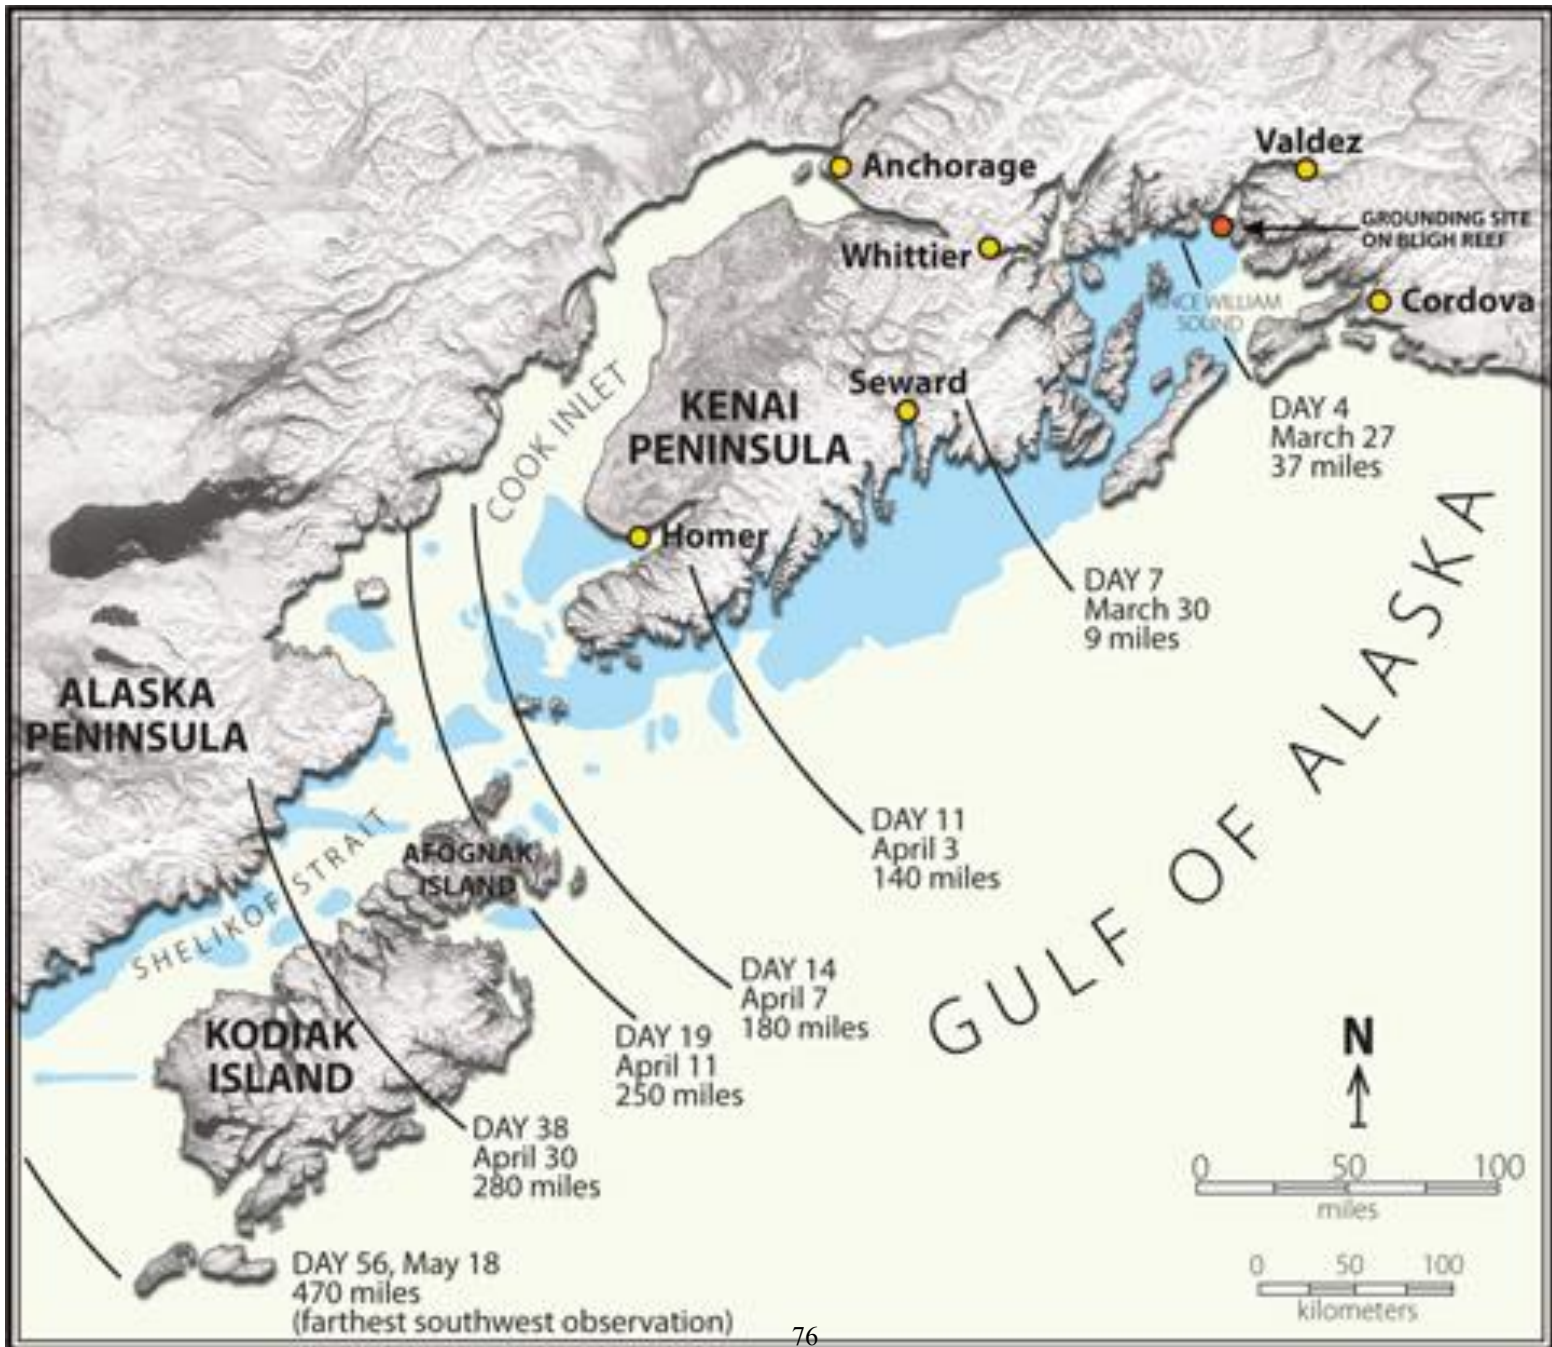 Valdez
Anchorage
GROUNDING SITE
ON BLIGH REEF
Whittier
Cordova
NCE WILLIAM
SOUND
COOK INLET
Seward
KENAI
PENINSULA
DAY 4
March 27
37 miles
Homer
DAY 7
March 30
9 miles
ALASKA
PENINSULA
GULF OF ALASKA
DAY 11
April 3
140 miles
SHELIKOF STRAIT
AFOGNAK
ISLAND
DAY 14
April 7
180 miles
KODIAK
ISLAND
DAY 19
April 11
250 miles
N
DAY 38
April 30
280 miles
0 50 100
miles
DAY 56, May 18
470 miles
(farthest southwest observation)
0 50 100
kilometers
76